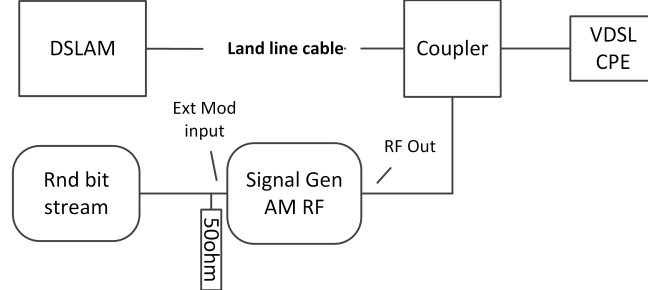 DSLAM
Land line cable
Coupler
VDSL
CPE
Ext Mod
input
RF Out
Rnd bit
stream
Signal Gen
AM RF
50ohm